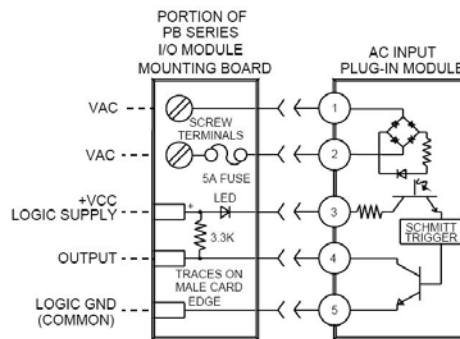 PORTION OF
PB SERIES
I/O MODULE
MOUNTING BOARD
AC INPUT
PLUG-IN MODULE
VAC
SCREW
TERMINALS
1
VAC
5A FUSE
2
+VCC
LOGIC SUPPLY
+
LED
3
3.3K
SCHMITT
TRIGGER
OUTPUT
4
TRACES ON
MALE CARD
EDGE
LOGIC GND
(COMMON)
5